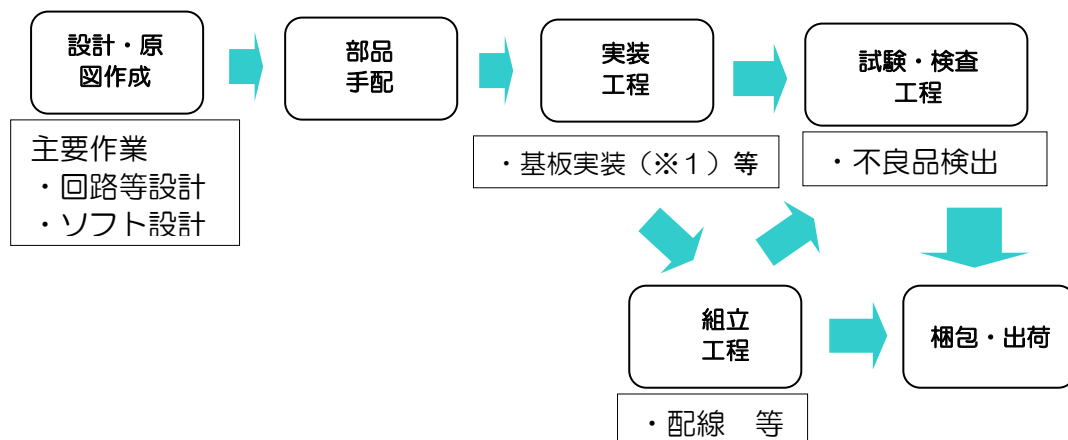 設計・原
図作成
部品
手配
実装
工程
試験・検査
工程
主要作業
・回路等設計
・ソフト設計
・基板実装（※１）等
・不良品検出
組立
工程
梱包・出荷
・配線　等